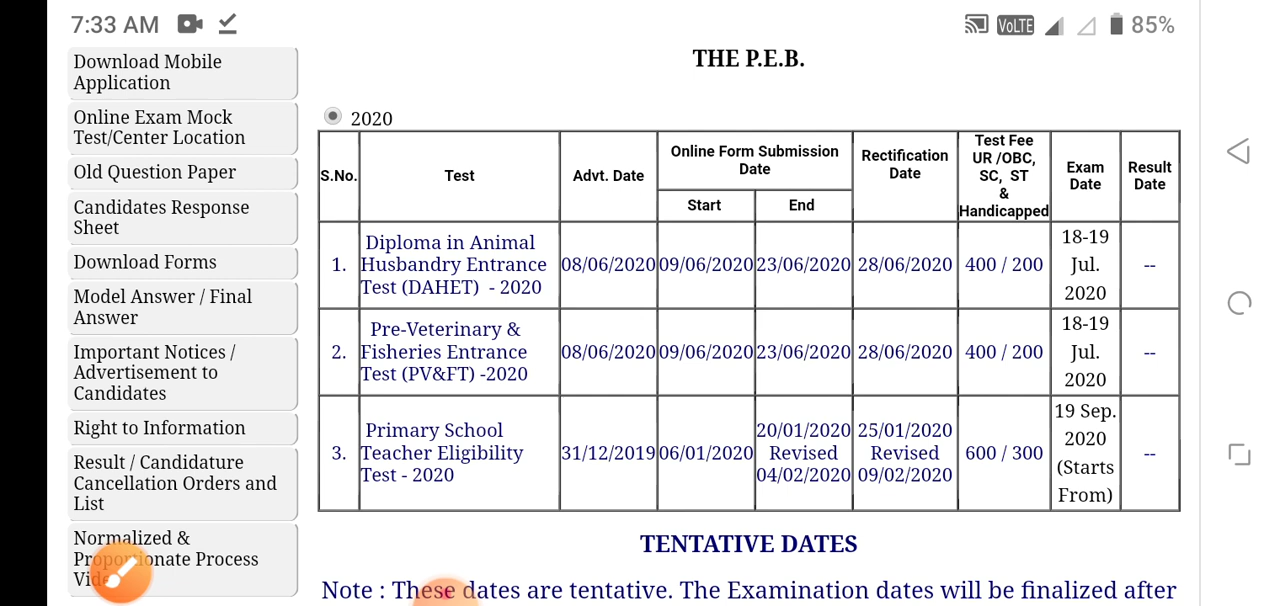 7:33 AM
VoLTE
85%
Download Mobile
Application
Online Exam Mock
Test/Center Location
Old Question Paper
Candidates Response
Sheet
Download Forms
Model Answer / Final
Answer
Important Notices /
Advertisement to
Candidates
Right to Information
Result / Candidature
Cancellation Orders and
List
Normalized &
Proportionate Process
THE P.E.B.
2020
S.No.
Test
Advt. Date
Online Form Submission
Date
Start
End
Rectification
Date
Test Fee
UR /OBC,
SC, ST
&
Handicapped
Exam
Date
Result
Date
1.
Diploma in Animal
Husbandry Entrance
Test (DAHET) - 2020
08/06/2020
09/06/2020
23/06/2020
28/06/2020
400 / 200
18-19
Jul.
2020
--
2.
Pre-Veterinary &
Fisheries Entrance
Test (PV&FT) -2020
08/06/2020
09/06/2020
23/06/2020
28/06/2020
400 / 200
18-19
Jul.
2020
--
3.
Primary School
Teacher Eligibility
Test - 2020
31/12/2019
06/01/2020
20/01/2020
Revised
04/02/2020
25/01/2020
Revised
09/02/2020
600 / 300
19 Sep.
2020
(Starts
From)
--
TENTATIVE DATES
Note : These dates are tentative. The Examination dates will be finalized after